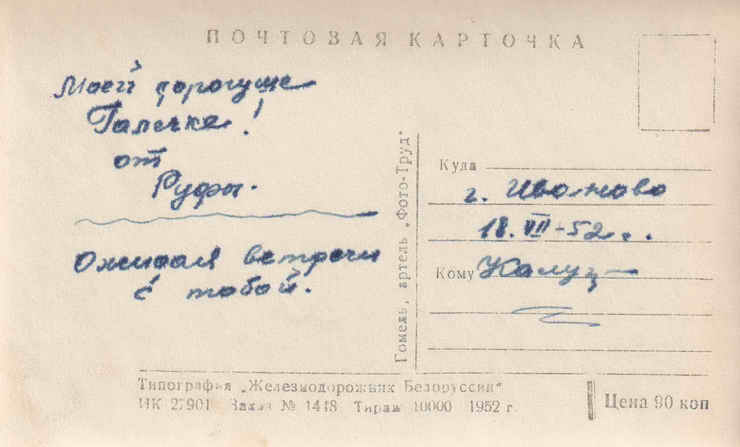 ПОЧТОВАЯ КАРТОЧКА
Моей дорогуше
Галечке!
от
Руфы.
Ожидая встречи
с тобой.
Гомель, артель „Фото-Труд"
Куда
г. Иваново
18.VII-52 г.
Кому
Типография „Железнодорожник Белоруссии"
НК 27901 Заказ № 1418 Тираж 10000 1952 г.
Цена 90 коп